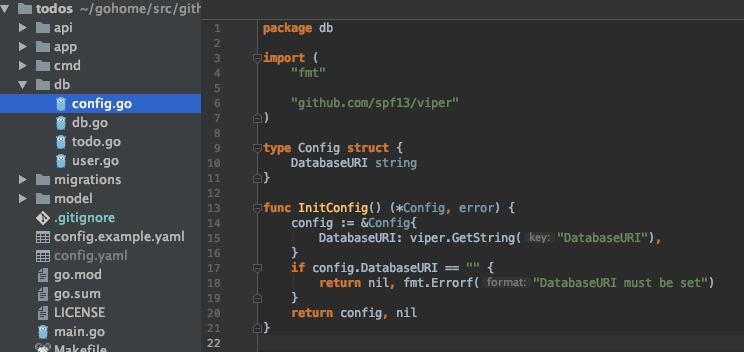 todos ~/gohome/src/gith
api
app
cmd
db
config.go
db.go
todo.go
user.go
migrations
model
.gitignore
config.example.yaml
config.yaml
go.mod
go.sum
LICENSE
main.go
Makefile
1 package db
2
3 import (
4 "fmt"
5
6 "github.com/spf13/viper"
7 )
8
9 type Config struct {
10 DatabaseURI string
11 }
12
13 func InitConfig() (*Config, error) {
14 config := &Config{
15 DatabaseURI: viper.GetString( key: "DatabaseURI"),
16 }
17 if config.DatabaseURI == "" {
18 return nil, fmt.Errorf( format: "DatabaseURI must be set")
19 }
20 return config, nil
21 }
22